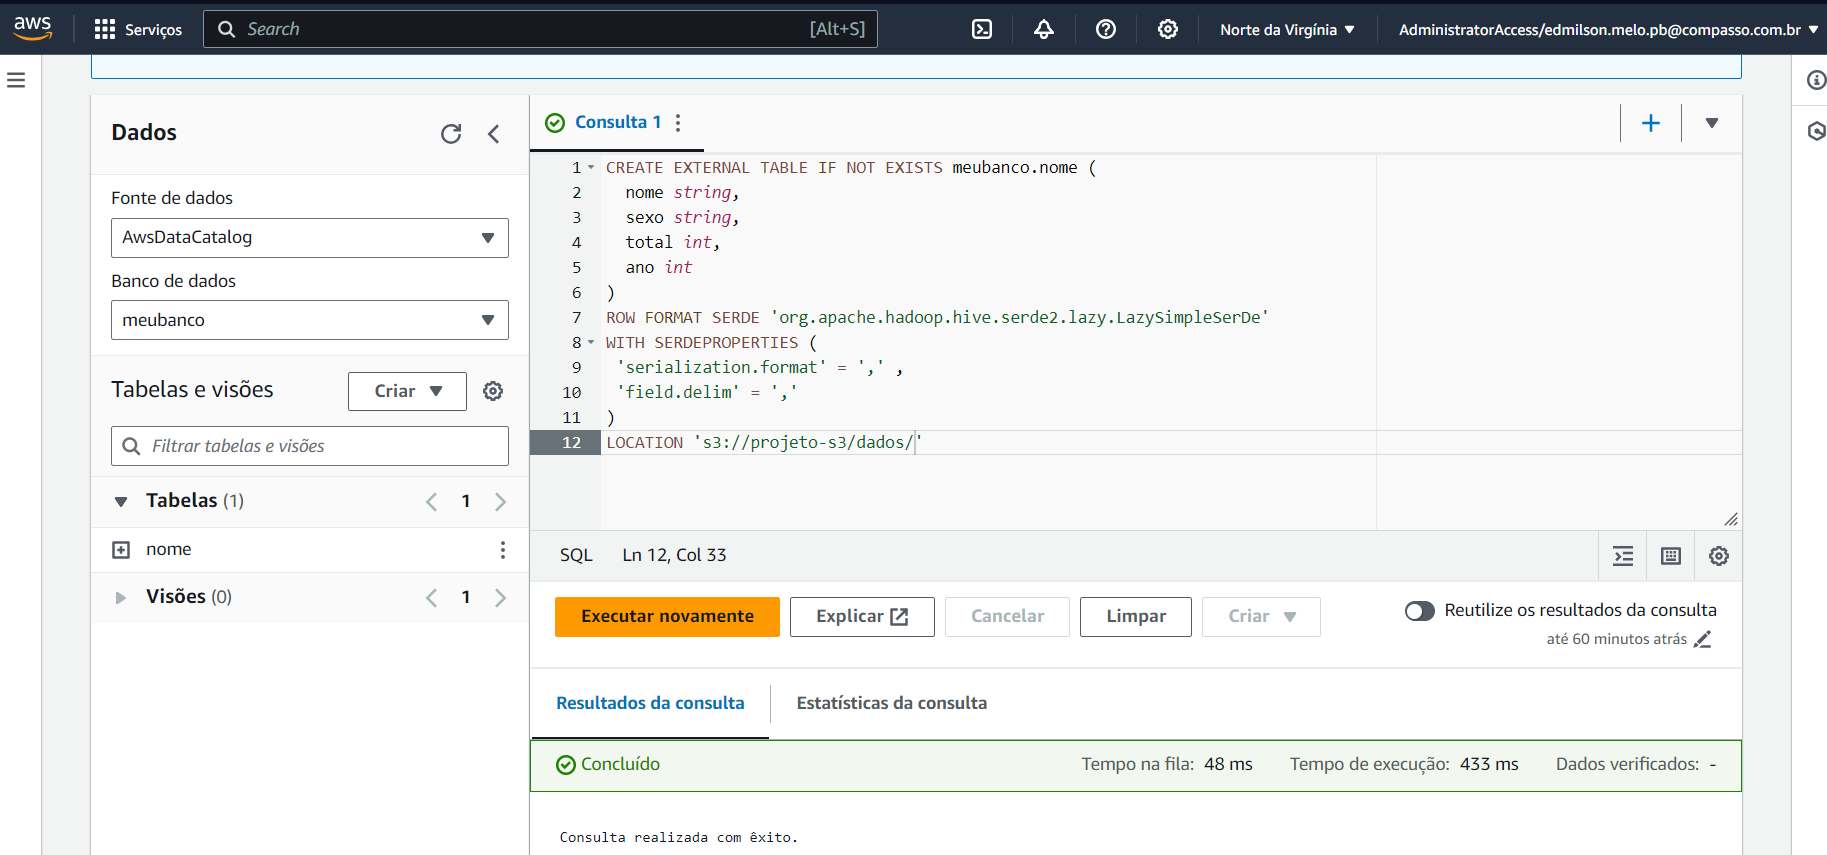 aws
Serviços
Search
[Alt+S]
Norte da Virgínia
AdministratorAccess/edmilson.melo.pb@compasso.com.br
Dados
Fonte de dados
AwsDataCatalog
Banco de dados
meubanco
Tabelas e visões
Criar
Filtrar tabelas e visões
Tabelas (1)
1
nome
Visões (0)
1
Consulta 1
1 CREATE EXTERNAL TABLE IF NOT EXISTS meubanco.nome (
2 nome string,
3 sexo string,
4 total int,
5 ano int
6 )
7 ROW FORMAT SERDE 'org.apache.hadoop.hive.serde2.lazy.LazySimpleSerDe'
8 WITH SERDEPROPERTIES (
9 'serialization.format' = ',' ,
10 'field.delim' = ','
11 )
12 LOCATION 's3://projeto-s3/dados/'
SQL Ln 12, Col 33
Executar novamente
Explicar
Cancelar
Limpar
Criar
Reutilize os resultados da consulta
até 60 minutos atrás
Resultados da consulta
Estatísticas da consulta
Concluído
Tempo na fila: 48 ms
Tempo de execução: 433 ms
Dados verificados: -
Consulta realizada com êxito.